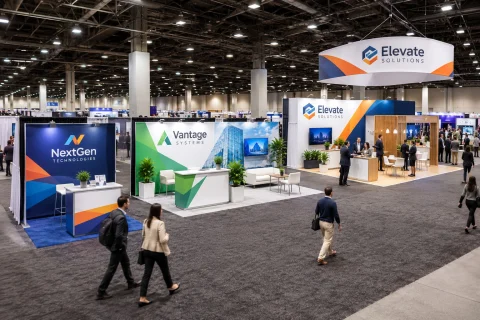 NextGen
TECHNOLOGIES
Vantage
SYSTEMS
Elevate
SOLUTIONS
Elevate
SOLUTIONS